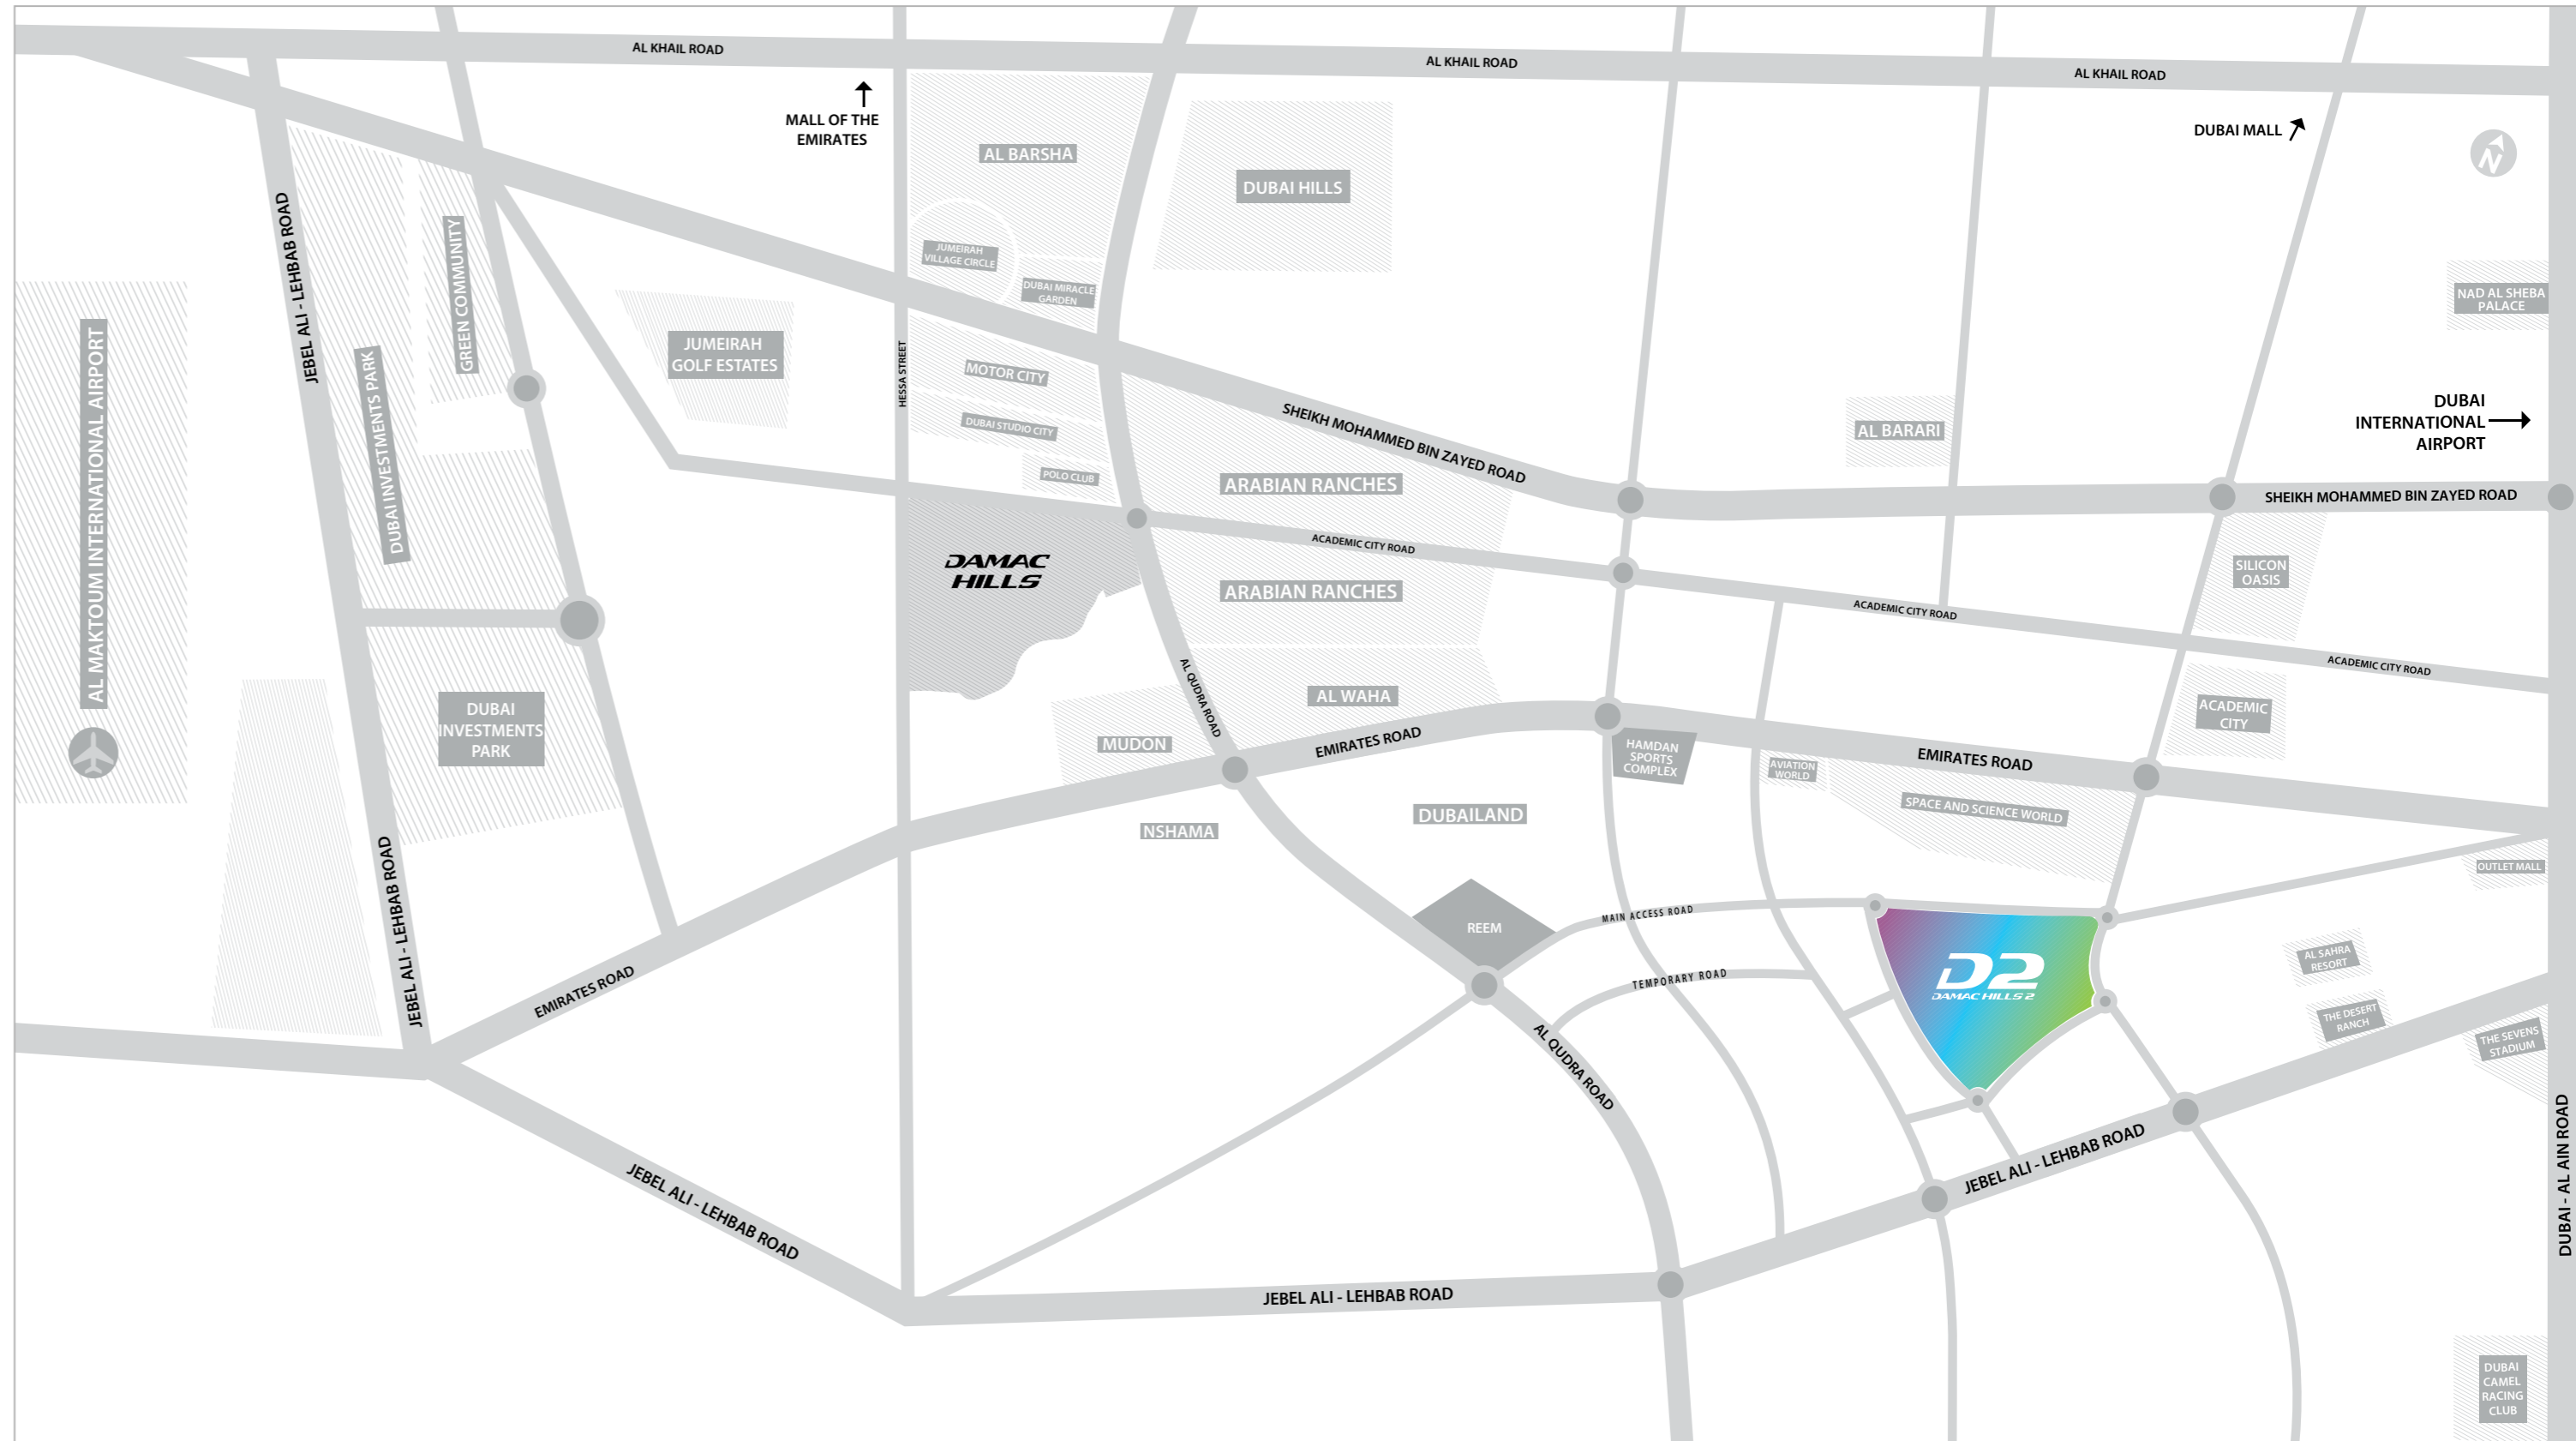 AL KHAIL ROAD
AL KHAIL ROAD
AL KHAIL ROAD
MALL OF THE
EMIRATES
DUBAI MALL
N
AL BARSHA
DUBAI HILLS
JEBEL ALI - LEHBAB ROAD
GREEN COMMUNITY
JUMEIRAH
VILLAGE CIRCLE
DUBAI MIRACLE
GARDEN
NAD AL SHEBA
PALACE
AL MAKTOUM INTERNATIONAL AIRPORT
DUBAI INVESTMENTS PARK
JUMEIRAH
GOLF ESTATES
HESSA STREET
MOTOR CITY
DUBAI STUDIO CITY
POLO CLUB
SHEIKH MOHAMMED BIN ZAYED ROAD
ARABIAN RANCHES
AL BARARI
DUBAI
INTERNATIONAL
AIRPORT
SHEIKH MOHAMMED BIN ZAYED ROAD
DAMAC
HILLS
ACADEMIC CITY ROAD
ARABIAN RANCHES
ACADEMIC CITY ROAD
SILICON
OASIS
ACADEMIC CITY ROAD
AL QUDRA ROAD
AL WAHA
ACADEMIC
CITY
DUBAI
INVESTMENTS
PARK
MUDON
EMIRATES ROAD
HAMDAN
SPORTS
COMPLEX
AVIATION
WORLD
EMIRATES ROAD
SPACE AND SCIENCE WORLD
NSHAMA
DUBAILAND
OUTLET MALL
JEBEL ALI - LEHBAB ROAD
REEM
MAIN ACCESS ROAD
TEMPORARY ROAD
D2
DAMAC HILLS 2
AL SAHRA
RESORT
THE DESERT
RANCH
THE SEVENS
STADIUM
EMIRATES ROAD
AL QUDRA ROAD
JEBEL ALI - LEHBAB ROAD
JEBEL ALI - LEHBAB ROAD
JEBEL ALI - LEHBAB ROAD
DUBAI - AL AIN ROAD
DUBAI
CAMEL
RACING
CLUB